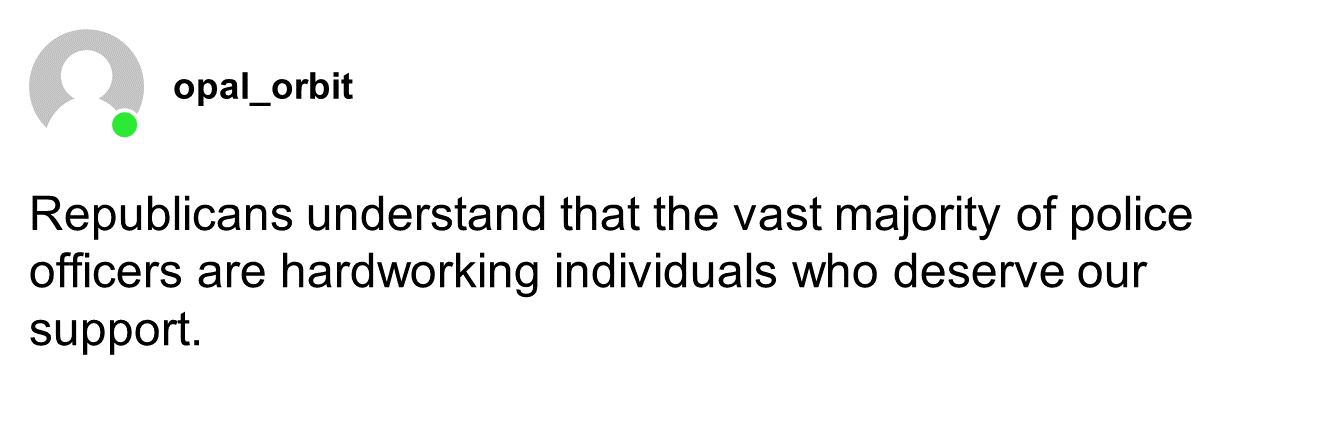 opal_orbit
Republicans understand that the vast majority of police
officers are hardworking individuals who deserve our
support.